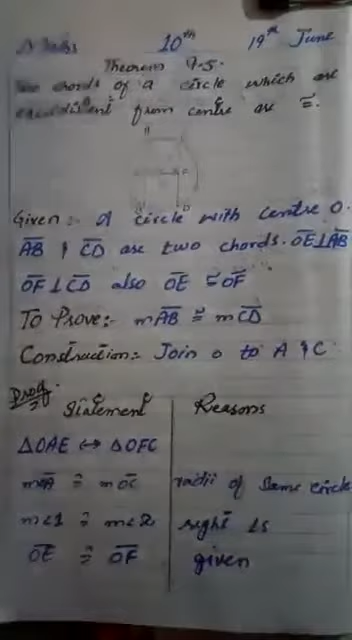 10th 19th June
Theorem 9.5.
Two chords of a circle which are
equidistent from centre are ≅.
Given:- A circle with centre O.
AB & CD are two chords. OE⊥AB
OF⊥CD also OE ≅ OF
To Prove:- mAB ≅ mCD
Construction:- Join o to A & C
Proof:-
Statement Reasons
ΔOAE ↔ ΔOFC
≅ mOC radii of same circle
m∠1 ≅ m∠2 right ∠s
OE ≅ OF given